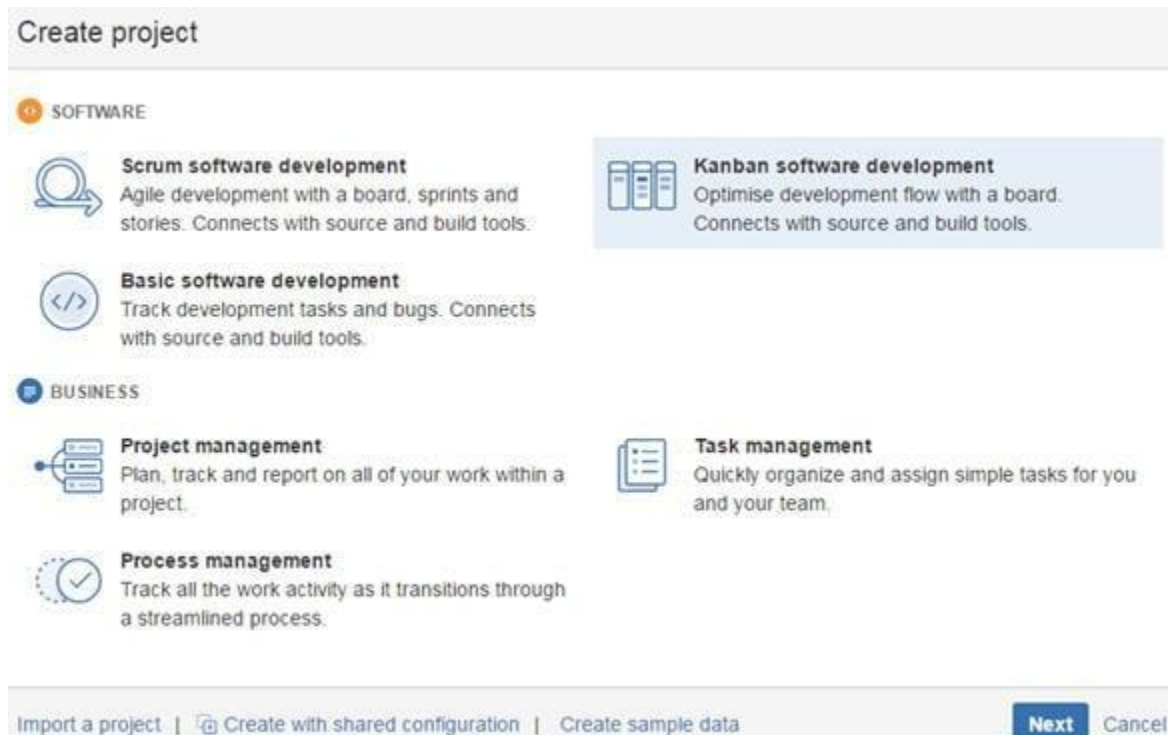 Create project
SOFTWARE
Scrum software development
Agile development with a board, sprints and
stories. Connects with source and build tools.
Kanban software development
Optimise development flow with a board.
Connects with source and build tools.
Basic software development
Track development tasks and bugs. Connects
with source and build tools.
BUSINESS
Project management
Plan, track and report on all of your work within a
project.
Task management
Quickly organize and assign simple tasks for you
and your team.
Process management
Track all the work activity as it transitions through
a streamlined process.
Import a project | Create with shared configuration | Create sample data
Next Cancel